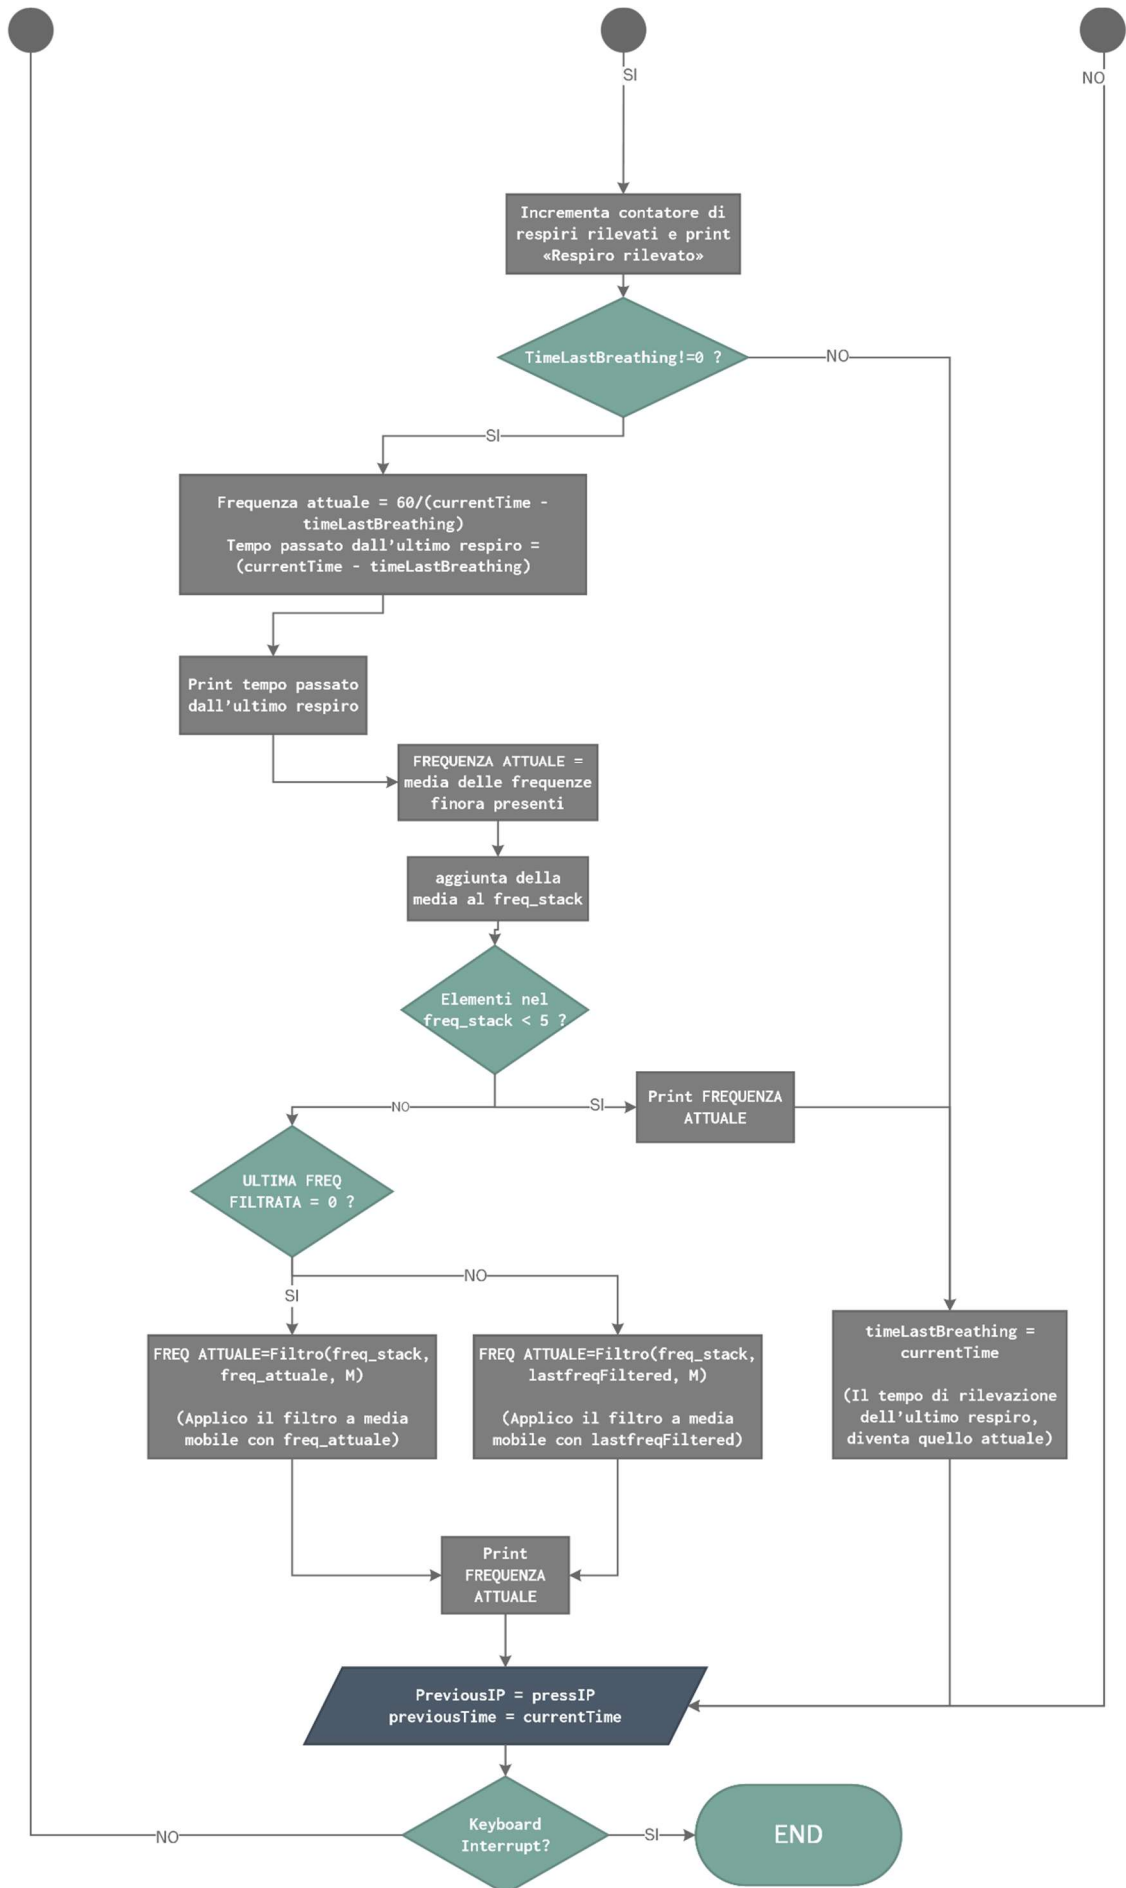 SI
NO
Incrementa contatore di
respiri rilevati e print
«Respiro rilevato»
TimeLastBreathing!=0 ?
NO
SI
Frequenza attuale = 60/(currentTime -
timeLastBreathing)
Tempo passato dall'ultimo respiro =
(currentTime - timeLastBreathing)
Print tempo passato
dall'ultimo respiro
FREQUENZA ATTUALE =
media delle frequenze
finora presenti
aggiunta della
media al freq_stack
Elementi nel
freq_stack < 5 ?
NO
SI
Print FREQUENZA
ATTUALE
ULTIMA FREQ
FILTRATA = 0 ?
NO
SI
FREQ ATTUALE=Filtro(freq_stack,
freq_attuale, M)
(Applico il filtro a media
mobile con freq_attuale)
FREQ ATTUALE=Filtro(freq_stack,
lastfreqFiltered, M)
(Applico il filtro a media
mobile con lastfreqFiltered)
timeLastBreathing =
currentTime
(Il tempo di rilevazione
dell'ultimo respiro,
diventa quello attuale)
Print
FREQUENZA
ATTUALE
PreviousIP = pressIP
previousTime = currentTime
Keyboard
Interrupt?
NO
SI
END